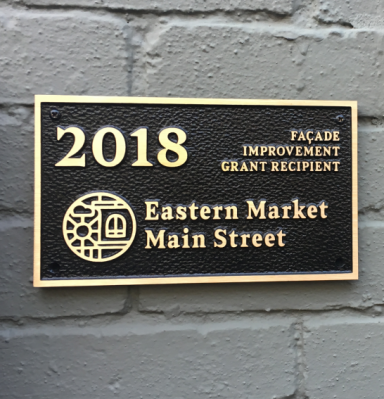 2018
FAÇADE
IMPROVEMENT
GRANT RECIPIENT
Eastern Market
Main Street